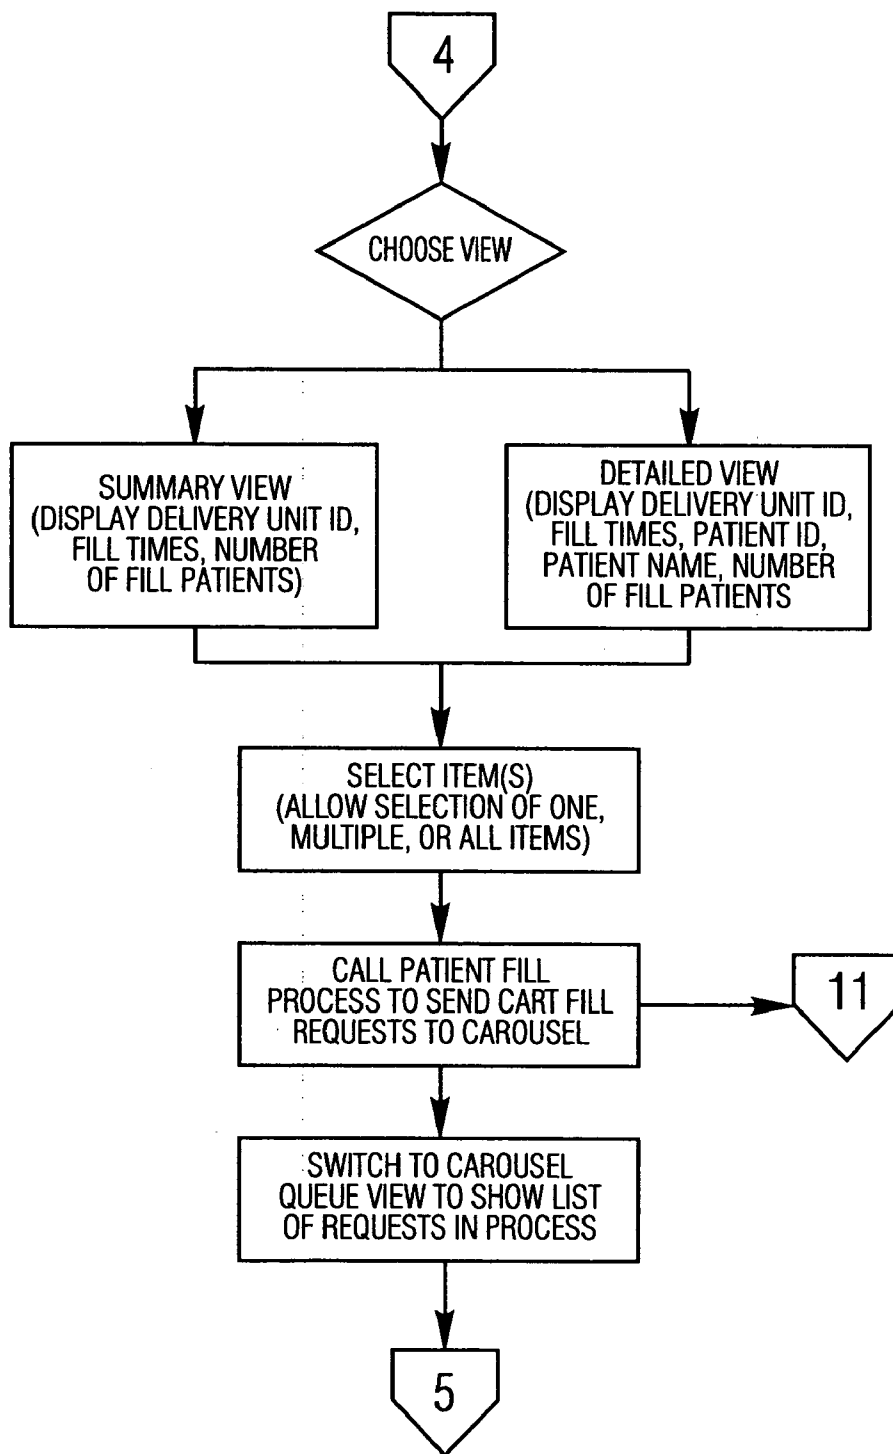 4
CHOOSE VIEW
SUMMARY VIEW
(DISPLAY DELIVERY UNIT ID,
FILL TIMES, NUMBER
OF FILL PATIENTS)
DETAILED VIEW
(DISPLAY DELIVERY UNIT ID,
FILL TIMES, PATIENT ID,
PATIENT NAME, NUMBER
OF FILL PATIENTS
SELECT ITEM(S)
(ALLOW SELECTION OF ONE,
MULTIPLE, OR ALL ITEMS)
CALL PATIENT FILL
PROCESS TO SEND CART FILL
REQUESTS TO CAROUSEL
11
SWITCH TO CAROUSEL
QUEUE VIEW TO SHOW LIST
OF REQUESTS IN PROCESS
5